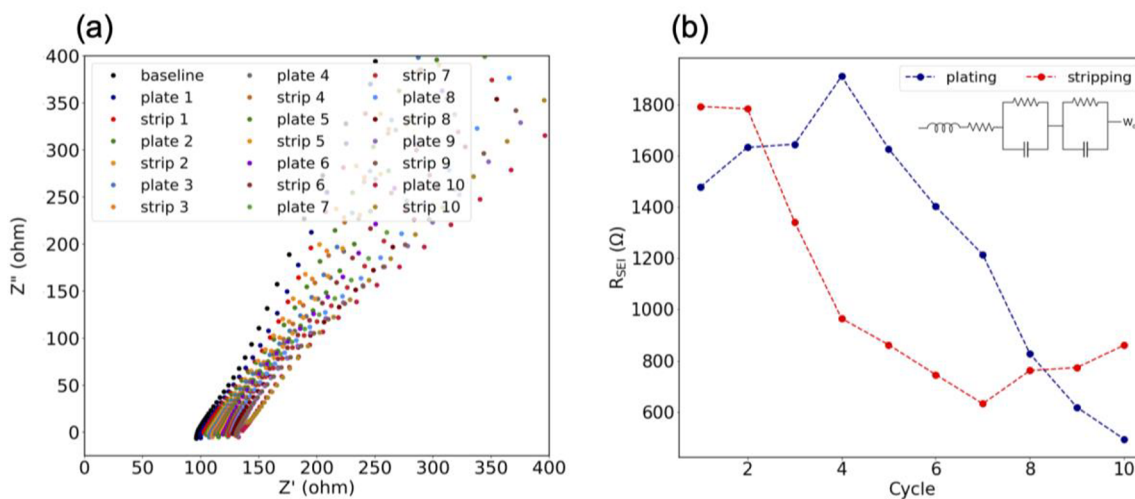 (a)
(b)
400
350
300
250
200
150
100
50
0
Z" (ohm)
baseline
plate 1
strip 1
plate 2
strip 2
plate 3
strip 3
plate 4
strip 4
plate 5
strip 5
plate 6
strip 6
plate 7
strip 7
plate 8
strip 8
plate 9
strip 9
plate 10
strip 10
0 50 100 150 200 250 300 350 400
Z' (ohm)
plating stripping
1800
1600
1400
1200
1000
800
600
R_SEI (Ω)
2 4 6 8 10
Cycle